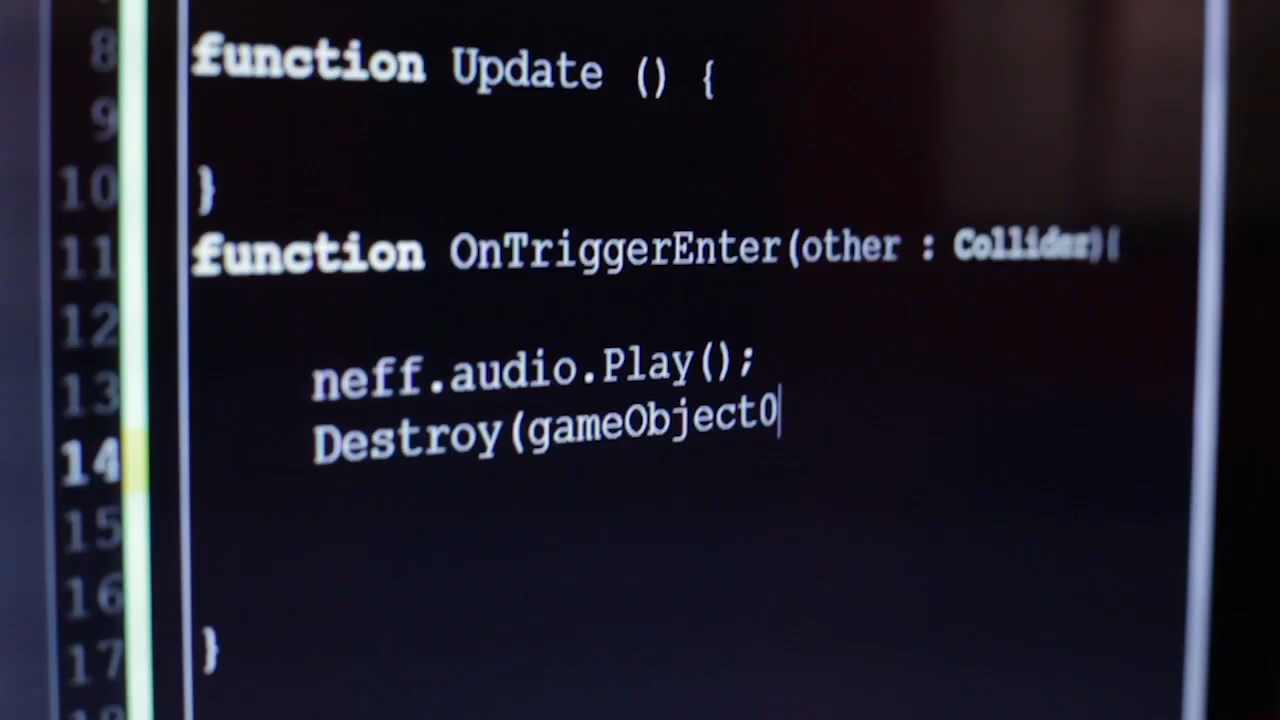 8 function Update () {
9
10 }
11 function OnTriggerEnter(other : Collider){
12
13 neff.audio.Play();
14 Destroy(gameObject0
15
16
17 }
18